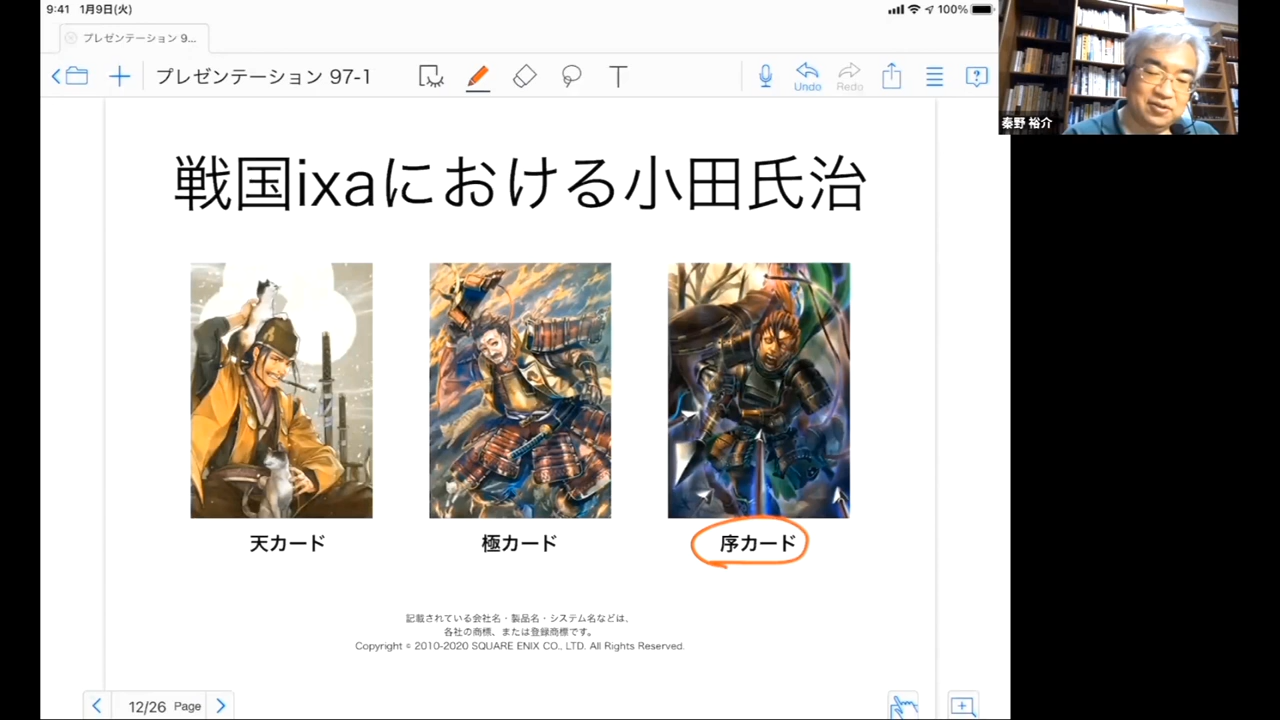 9:41 1月9日(火)
100%
プレゼンテーション 9...
プレゼンテーション 97-1
T
Undo
Redo
秦野 裕介
戦国ixaにおける小田氏治
天カード
極カード
序カード
記載されている会社名・製品名・システム名などは、
各社の商標、または登録商標です。
Copyright © 2010-2020 SQUARE ENIX CO., LTD. All Rights Reserved.
12/26 Page